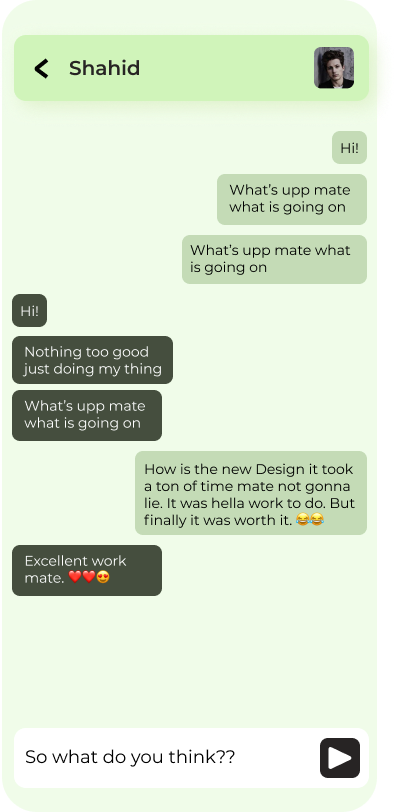 Shahid
Hi!
What's upp mate
what is going on
What's upp mate what
is going on
Hi!
Nothing too good
just doing my thing
What's upp mate
what is going on
How is the new Design it took
a ton of time mate not gonna
lie. It was hella work to do. But
finally it was worth it. 😂😂
Excellent work
mate. ❤️❤️😍
So what do you think??